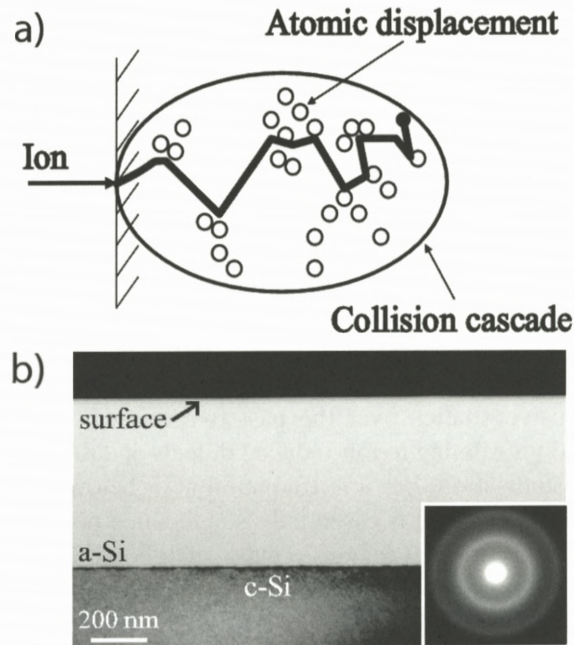 a)
Atomic displacement
Ion
Collision cascade
b)
surface
a-Si
c-Si
200 nm